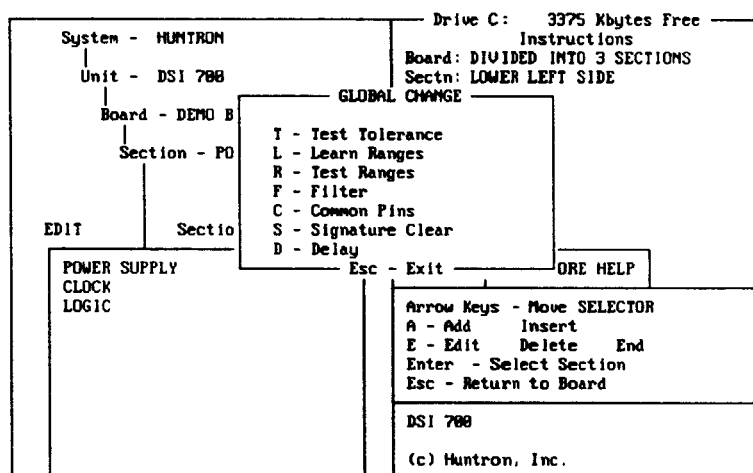 Drive C: 3375 Kbytes Free
Instructions
Board: DIVIDED INTO 3 SECTIONS
Sectn: LOWER LEFT SIDE
System - HUNTRON
Unit - DSI 700
Board - DEMO B
Section - PO
GLOBAL CHANGE
T - Test Tolerance
L - Learn Ranges
R - Test Ranges
F - Filter
C - Common Pins
S - Signature Clear
D - Delay
Esc - Exit
EDIT Sectio
ORE HELP
POWER SUPPLY
CLOCK
LOGIC
Arrow Keys - Move SELECTOR
A - Add Insert
E - Edit Delete End
Enter - Select Section
Esc - Return to Board
DSI 700
(c) Huntron, Inc.